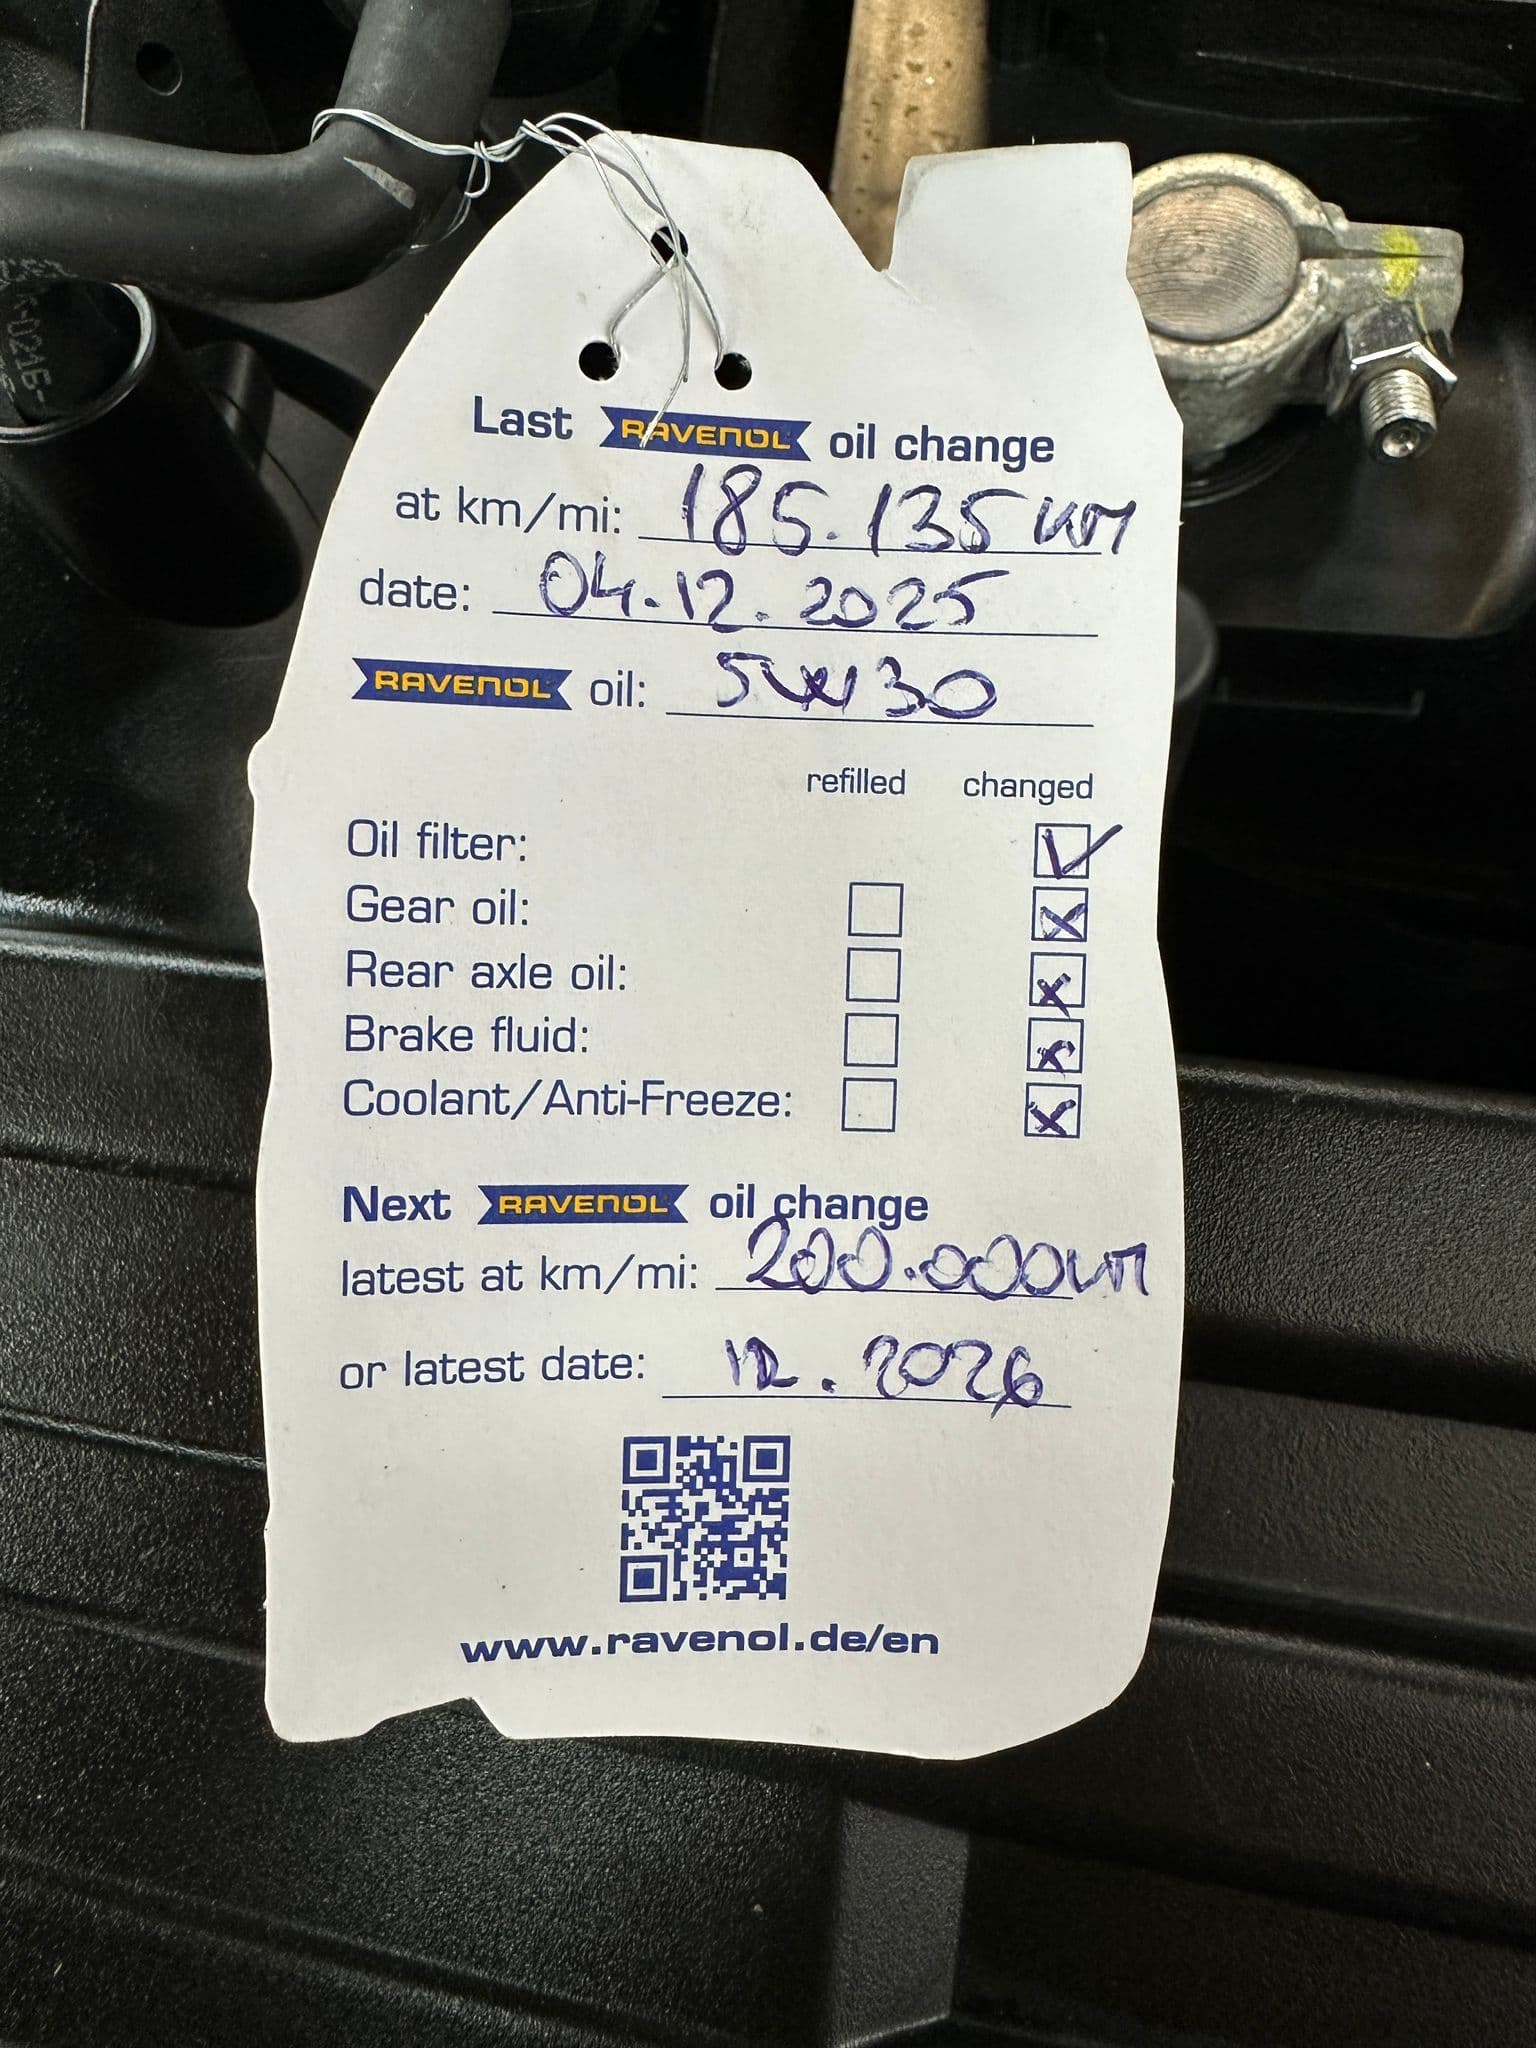 Last RAVENOL oil change
at km/mi: 185.135 km
date: 04.12.2025
RAVENOL oil: 5W30
refilled changed
Oil filter:
Gear oil:
Rear axle oil:
Brake fluid:
Coolant/Anti-Freeze:
Next RAVENOL oil change
latest at km/mi: 200.000km
or latest date: 12.2026
www.ravenol.de/en